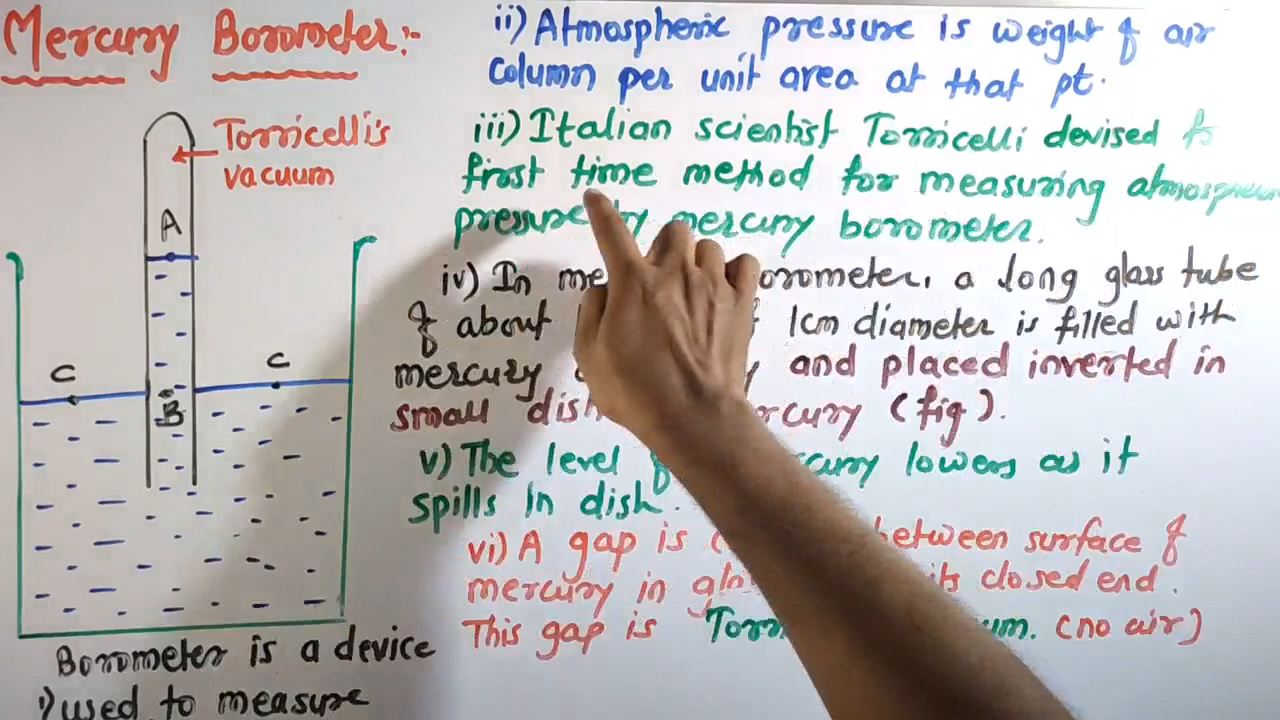 Mercury Borometer:-
Torricelli's
vacuum
A
C
C
B
Borometer is a device
i) used to measure
ii) Atmospheric pressure is weight of air
column per unit area at that pt.
iii) Italian scientist Torricelli devised
first time method for measuring
pressure by mercury borometer.
iv) In borometer, a long glass tube
of about 1cm diameter is filled with
mercury and placed inverted in
small dish mercury (fig).
v) The level lowers as it
spills In dish.
vi) A gap is between surface of
mercury in its closed end.
This gap is (no air)